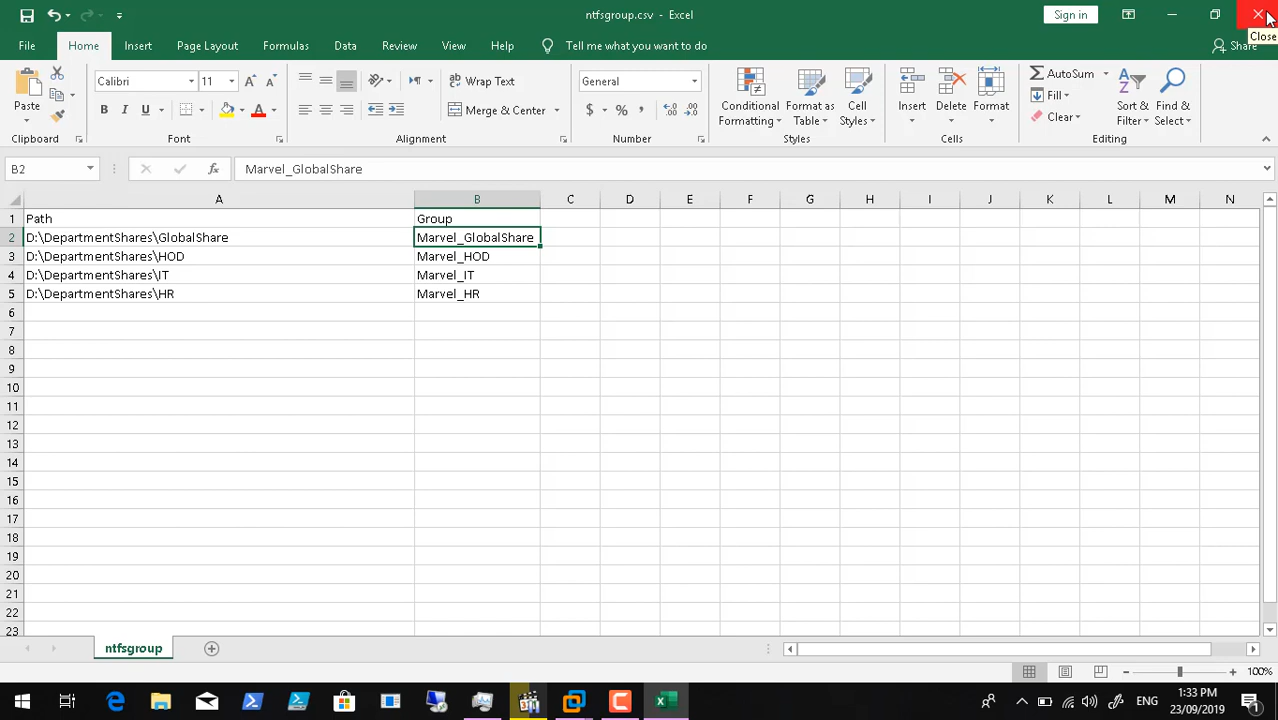 ntfsgroup.csv - Excel
Sign in
Close
File Home Insert Page Layout Formulas Data Review View Help Tell me what you want to do Share
Paste
Clipboard
Calibri 11
B I U A A A
Font
Wrap Text
Merge & Center
Alignment
General
$ % ,
Number
Conditional Formatting
Format as Table
Cell Styles
Styles
Insert
Delete
Format
Cells
AutoSum
Fill
Clear
Sort & Filter
Find & Select
Editing
B2 fx Marvel_GlobalShare
A B C D E F G H I J K L M N
1 Path Group
2 D:\DepartmentShares\GlobalShare Marvel_GlobalShare
3 D:\DepartmentShares\HOD Marvel_HOD
4 D:\DepartmentShares\IT Marvel_IT
5 D:\DepartmentShares\HR Marvel_HR
6
7
8
9
10
11
12
13
14
15
16
17
18
19
20
21
22
23
ntfsgroup
100%
ENG
1:33 PM
23/09/2019
1